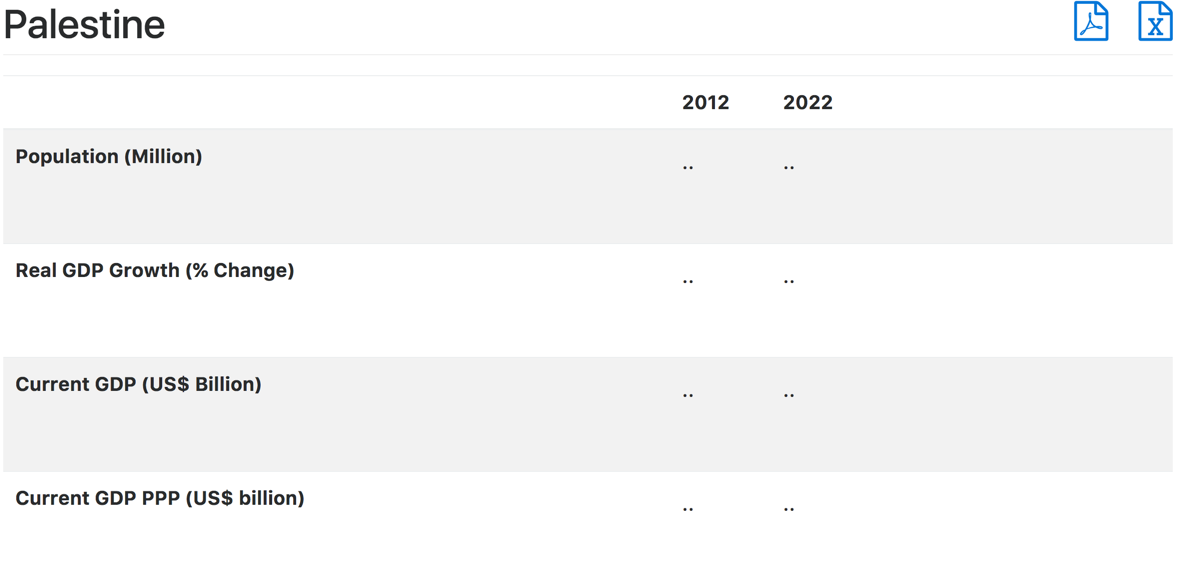 Palestine
2012 2022
Population (Million) .. ..
Real GDP Growth (% Change) .. ..
Current GDP (US$ Billion) .. ..
Current GDP PPP (US$ billion) .. ..